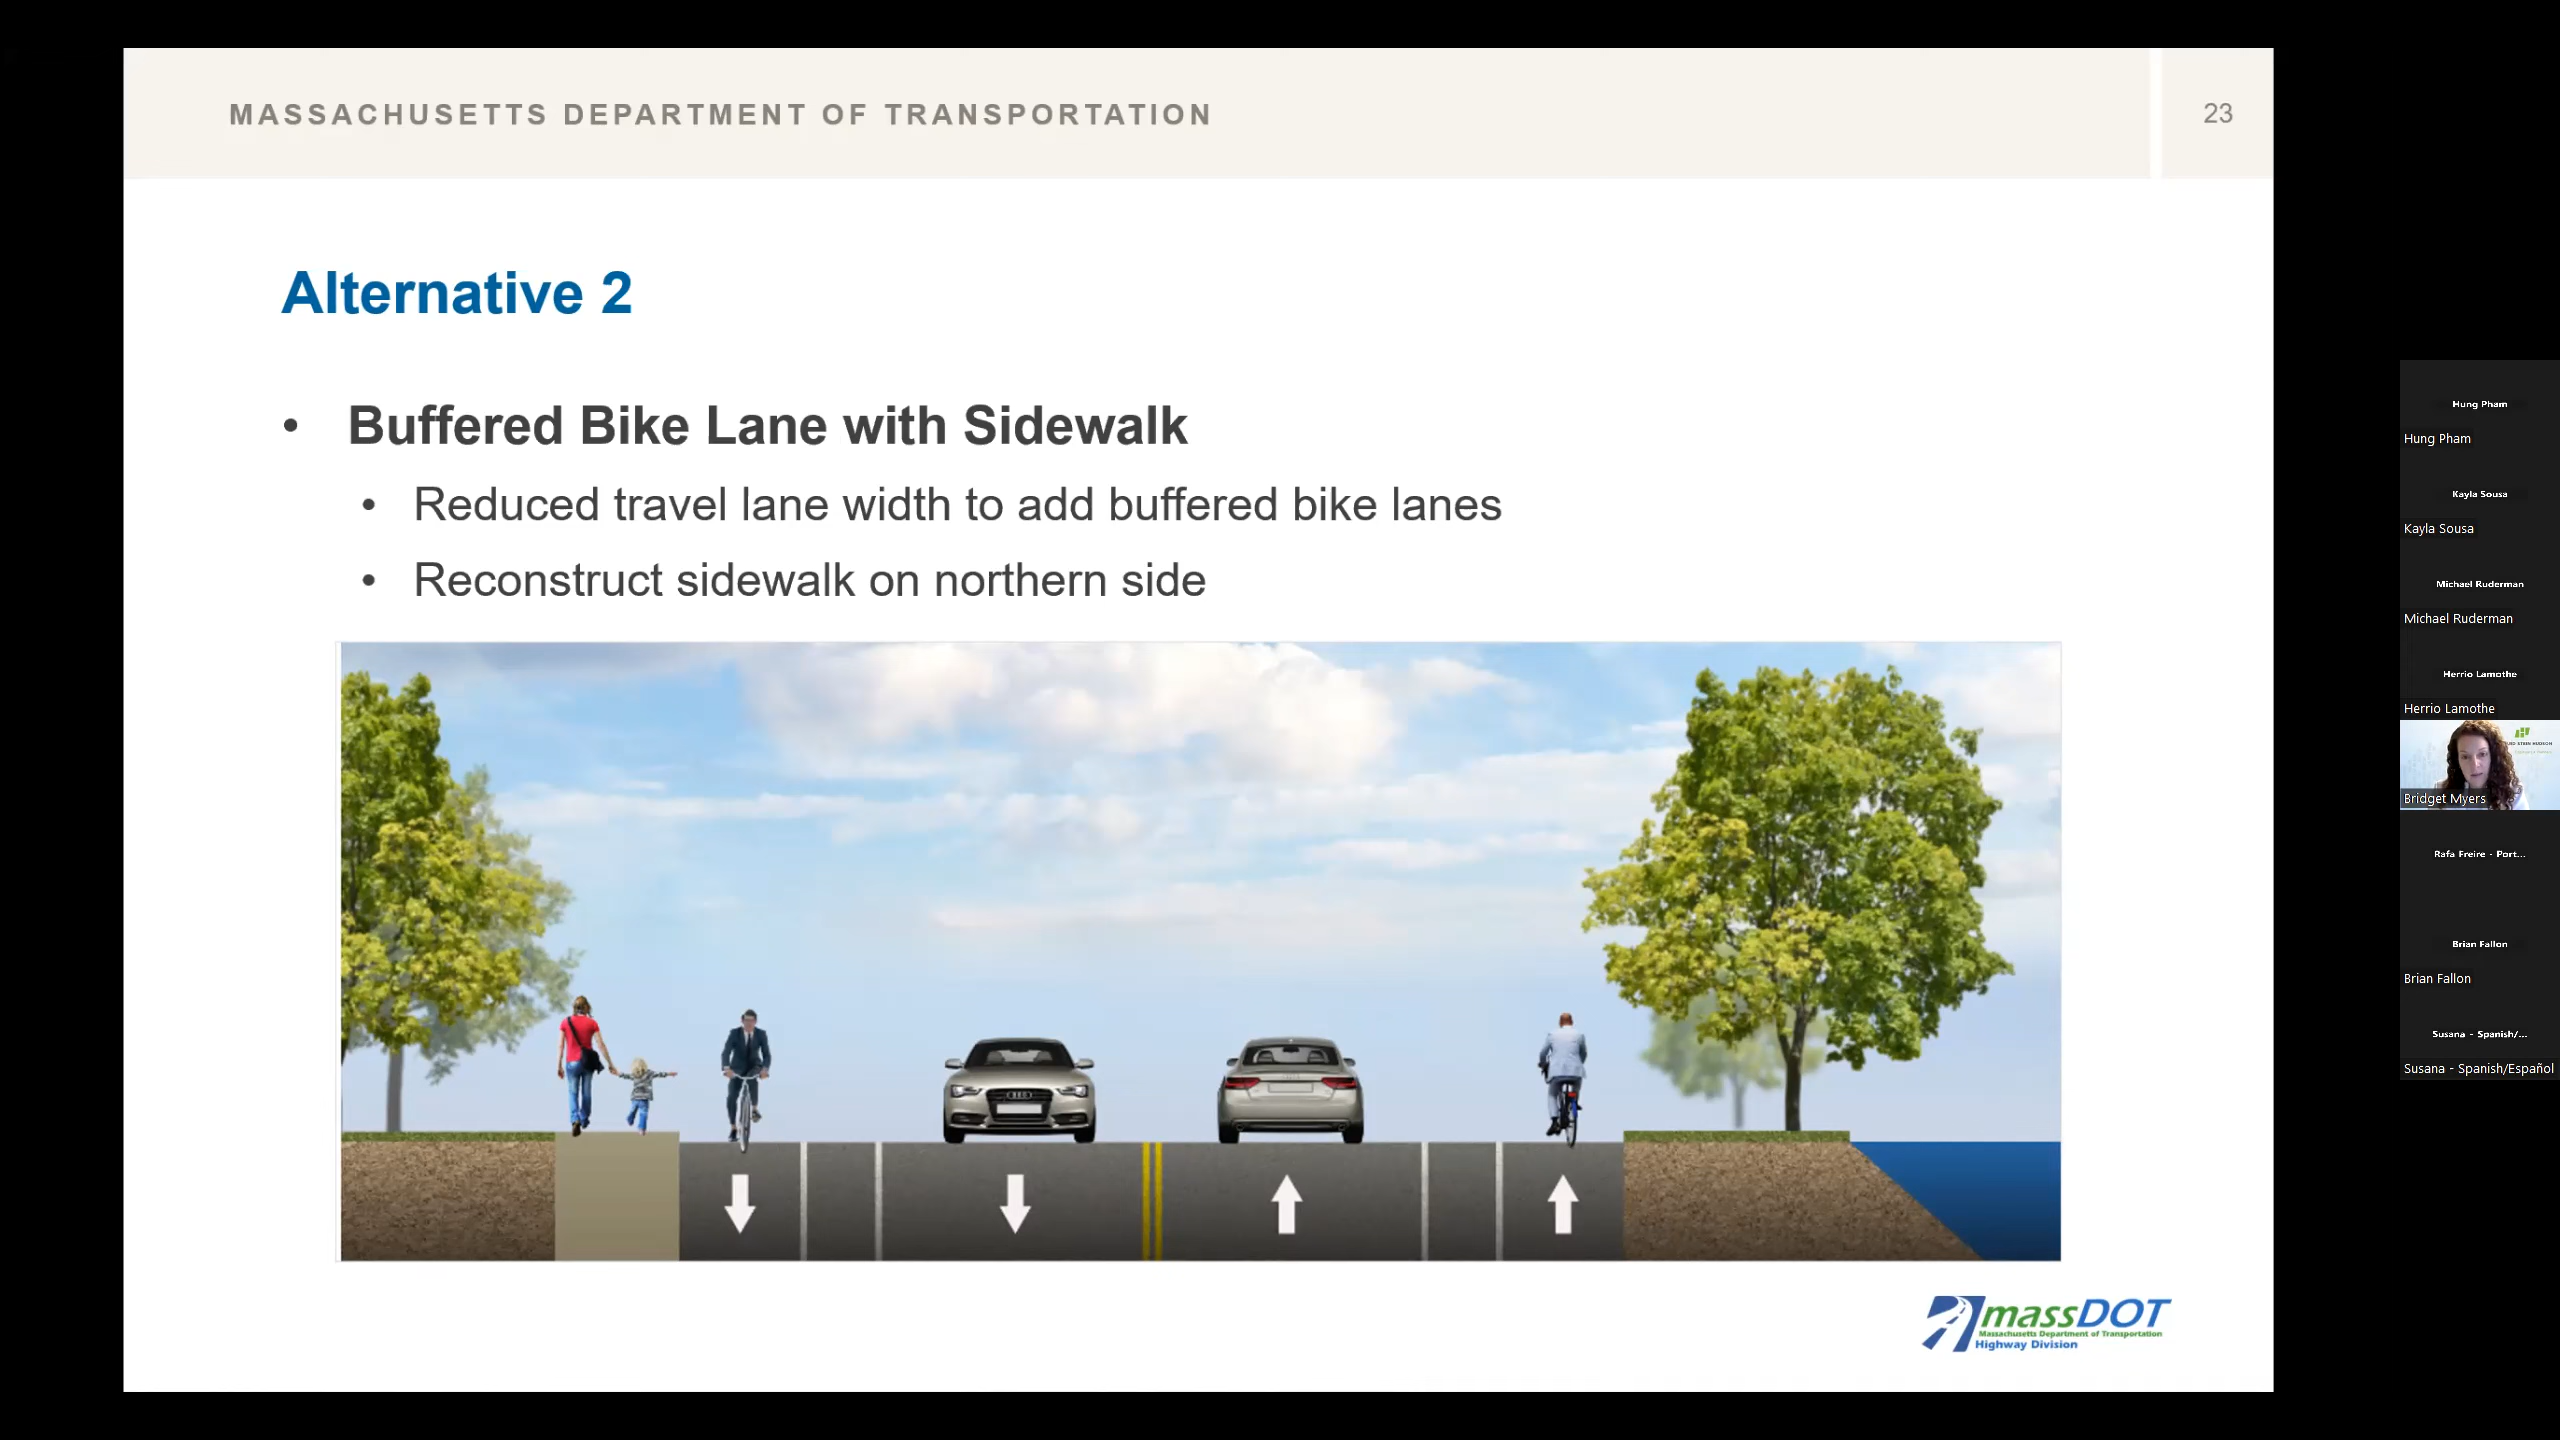 MASSACHUSETTS DEPARTMENT OF TRANSPORTATION
23
Alternative 2
• Buffered Bike Lane with Sidewalk
• Reduced travel lane width to add buffered bike lanes
• Reconstruct sidewalk on northern side
massDOT
Massachusetts Department of Transportation
Highway Division
Hung Pham
Hung Pham
Kayla Sousa
Kayla Sousa
Michael Ruderman
Michael Ruderman
Herrio Lamothe
Herrio Lamothe
Bridget Myers
Rafa Freire - Port...
Brian Fallon
Brian Fallon
Susana - Spanish/...
Susana - Spanish/Español